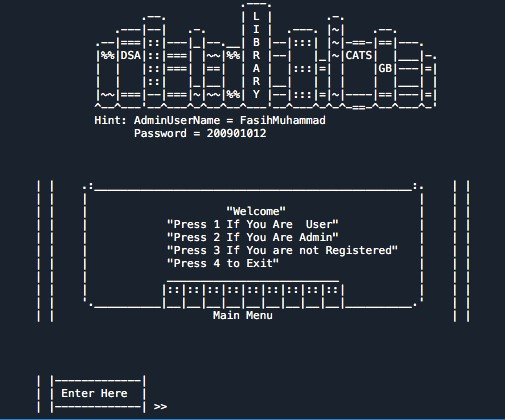 LIBRARY
DSA
CATS
GB
Hint: AdminUserName = FasihMuhammad
Password = 200901012
"Welcome"
"Press 1 If You Are  User"
"Press 2 If You Are Admin"
"Press 3 If You are not Registered"
"Press 4 to Exit"
Main Menu
Enter Here
>>